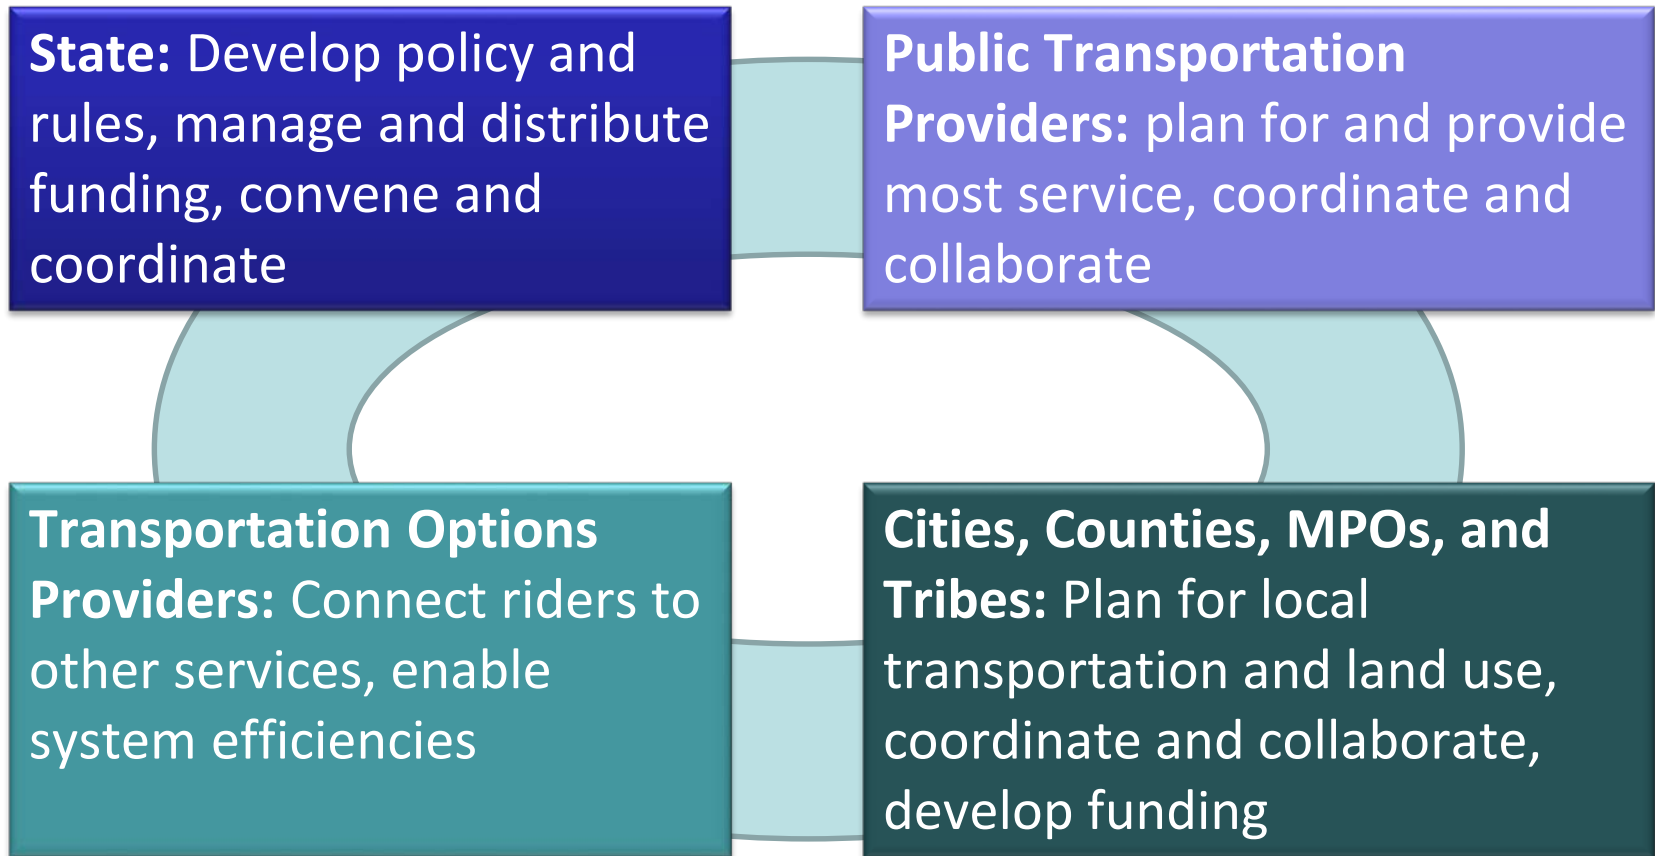 State: Develop policy and
rules, manage and distribute
funding, convene and
coordinate
Public Transportation
Providers: plan for and provide
most service, coordinate and
collaborate
Transportation Options
Providers: Connect riders to
other services, enable
system efficiencies
Cities, Counties, MPOs, and
Tribes: Plan for local
transportation and land use,
coordinate and collaborate,
develop funding